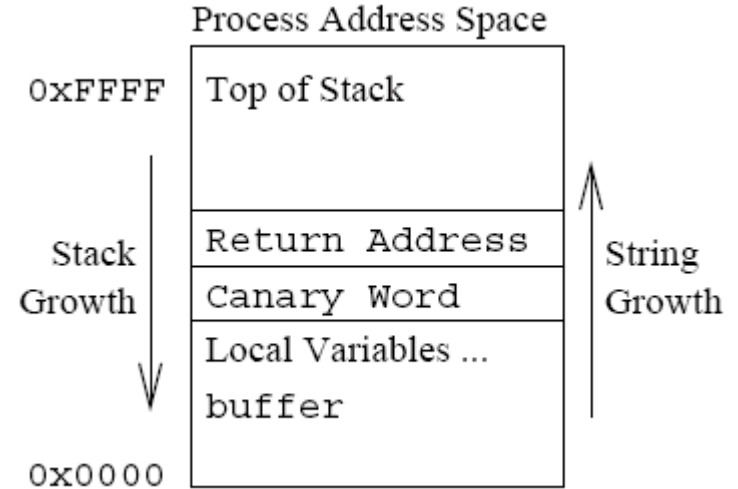 Process Address Space
0xFFFF
Top of Stack
Return Address
Stack
Growth
String
Growth
Canary Word
Local Variables ...
buffer
0x0000